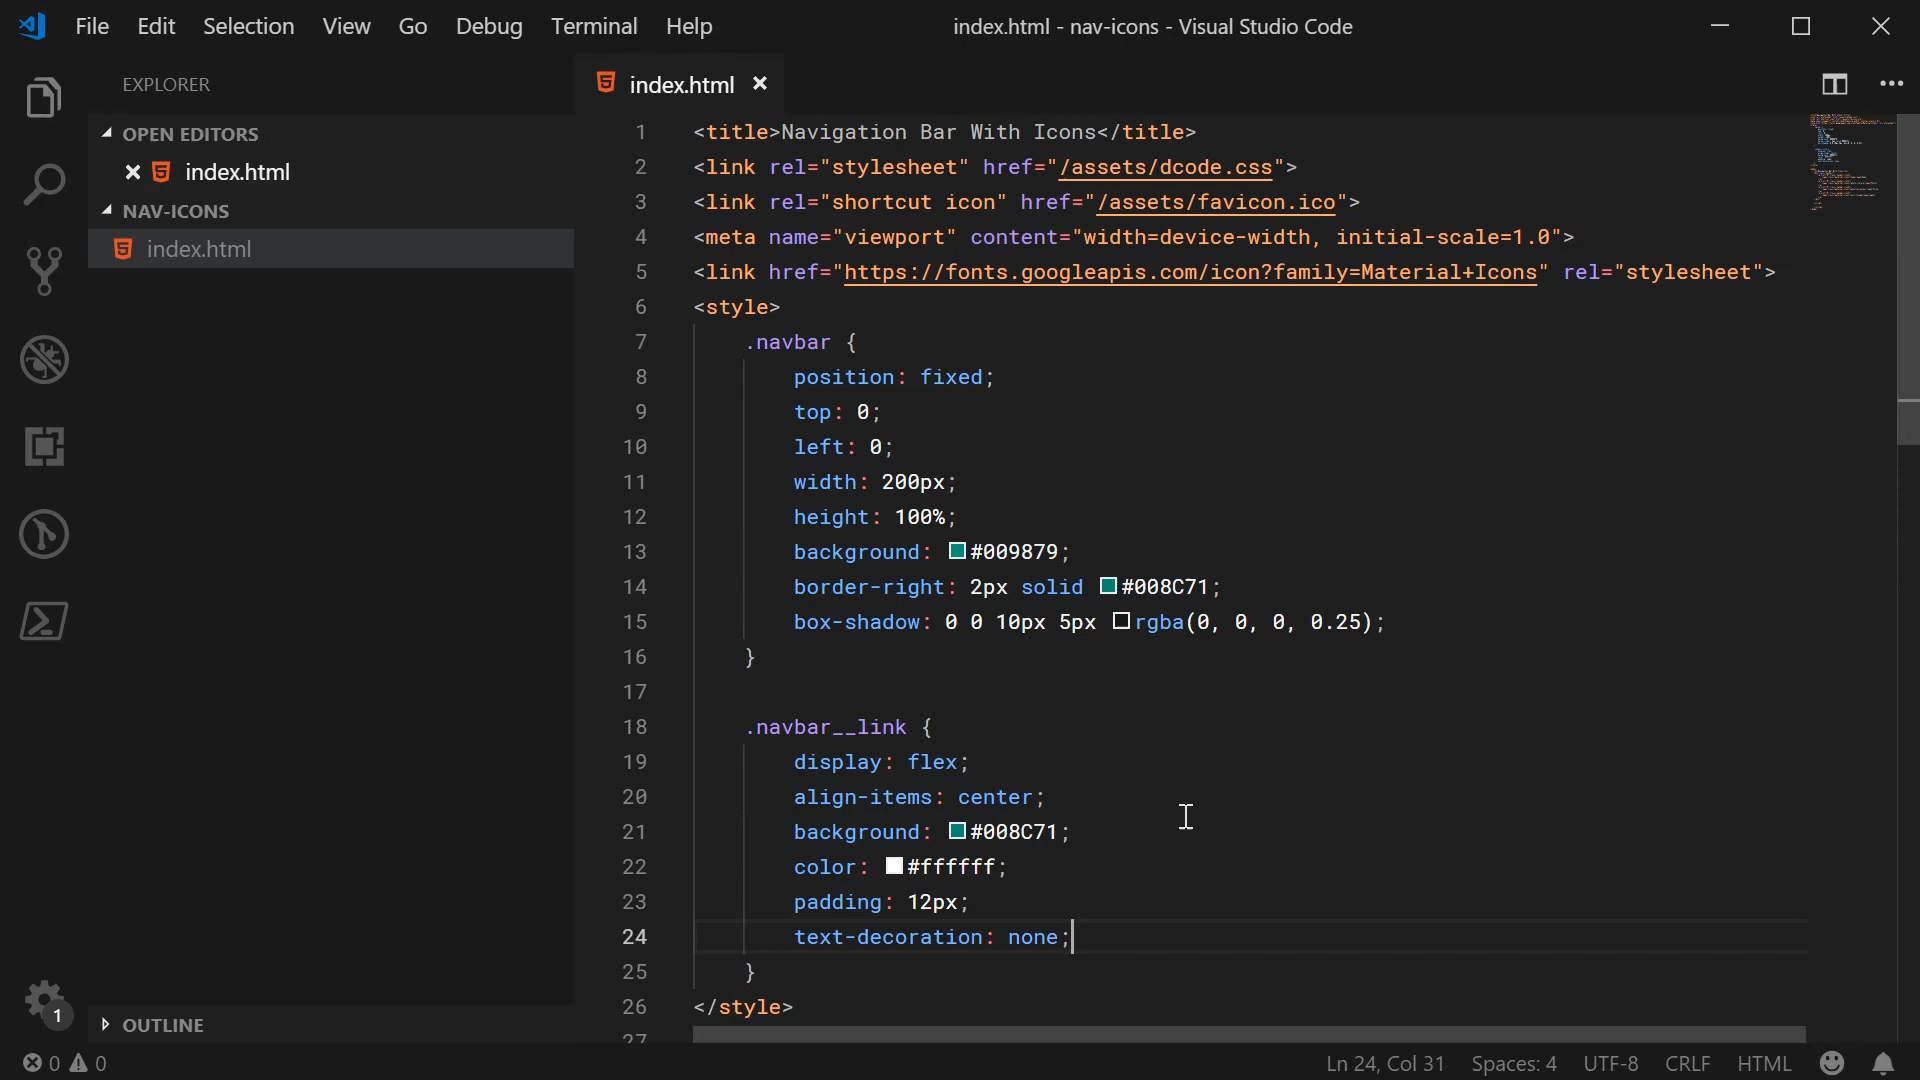 File Edit Selection View Go Debug Terminal Help
index.html - nav-icons - Visual Studio Code
EXPLORER
OPEN EDITORS
index.html
NAV-ICONS
index.html
OUTLINE
1
index.html
1 <title>Navigation Bar With Icons</title>
2 <link rel="stylesheet" href="/assets/dcode.css">
3 <link rel="shortcut icon" href="/assets/favicon.ico">
4 <meta name="viewport" content="width=device-width, initial-scale=1.0">
5 <link href="https://fonts.googleapis.com/icon?family=Material+Icons" rel="stylesheet">
6 <style>
7 .navbar {
8 position: fixed;
9 top: 0;
10 left: 0;
11 width: 200px;
12 height: 100%;
13 background: #009879;
14 border-right: 2px solid #008C71;
15 box-shadow: 0 0 10px 5px rgba(0, 0, 0, 0.25);
16 }
17
18 .navbar__link {
19 display: flex;
20 align-items: center;
21 background: #008C71;
22 color: #ffffff;
23 padding: 12px;
24 text-decoration: none;
25 }
26 </style>
27
0 0
Ln 24, Col 31 Spaces: 4 UTF-8 CRLF HTML